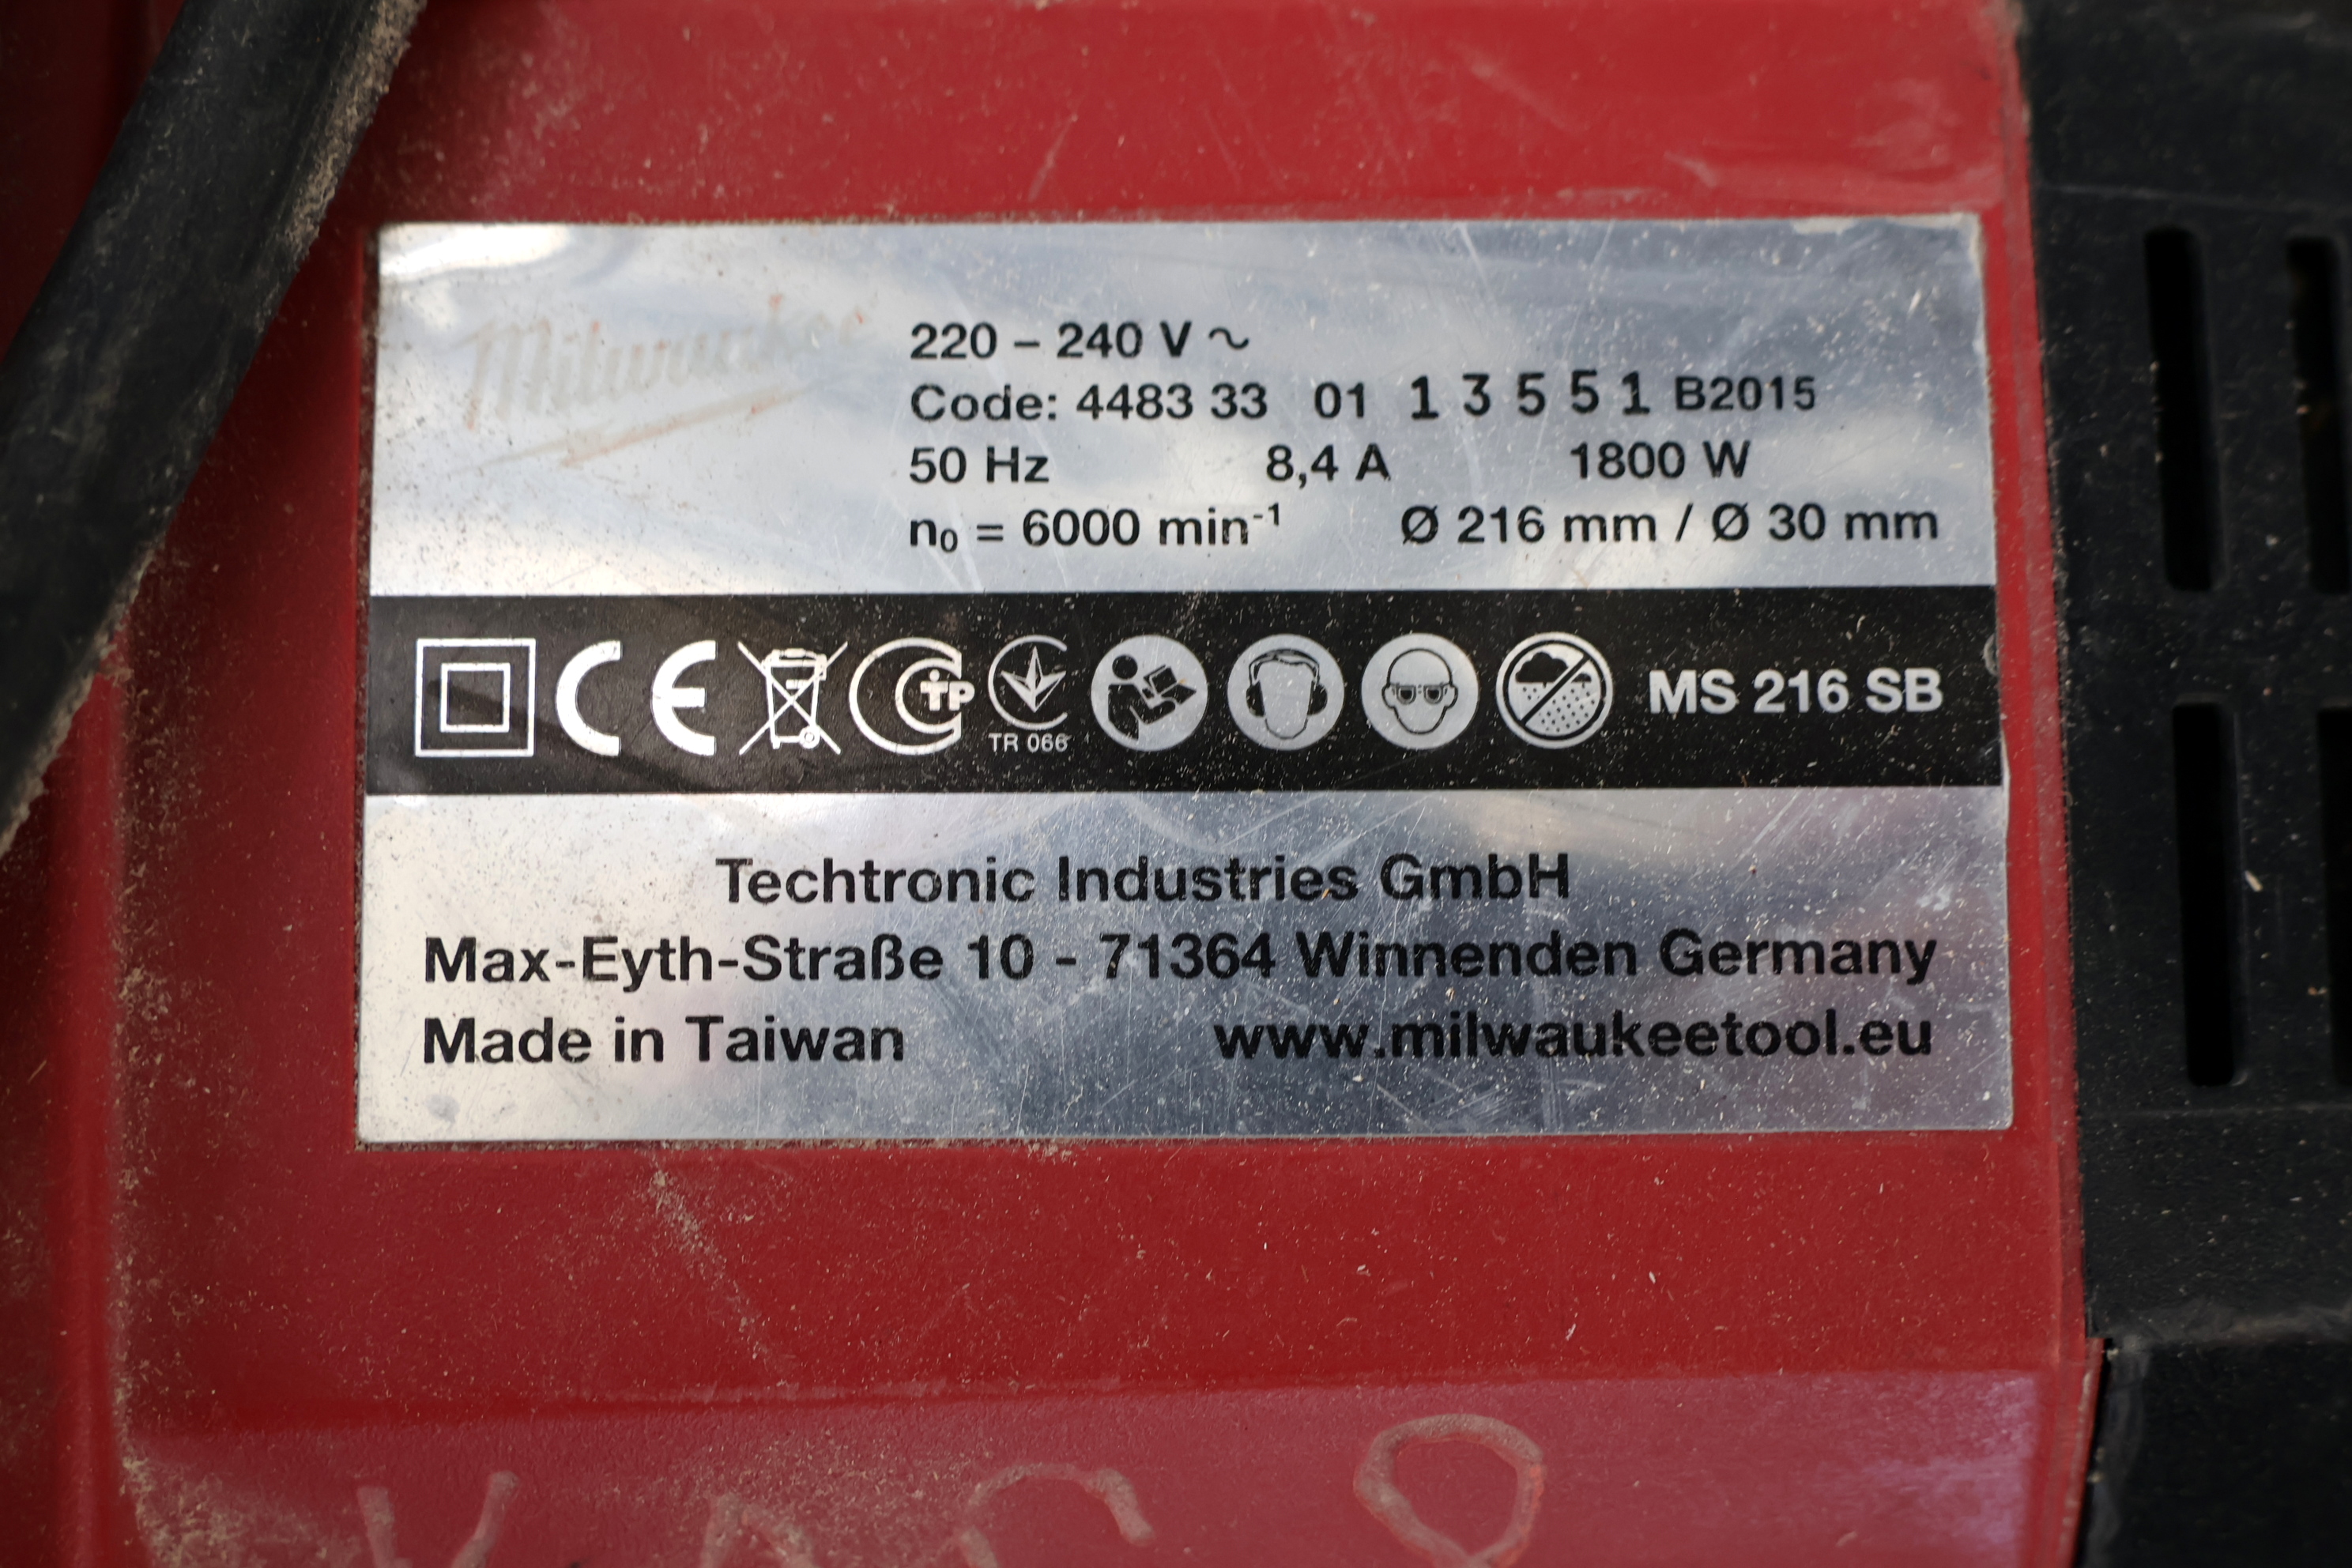 Milwaukee
220 – 240 V ~
Code: 4483 33 01 1 3 5 5 1 B2015
50 Hz 8,4 A 1800 W
n₀ = 6000 min⁻¹ Ø 216 mm / Ø 30 mm
CE TP TR 066 MS 216 SB
Techtronic Industries GmbH
Max-Eyth-Straße 10 - 71364 Winnenden Germany
Made in Taiwan www.milwaukeetool.eu